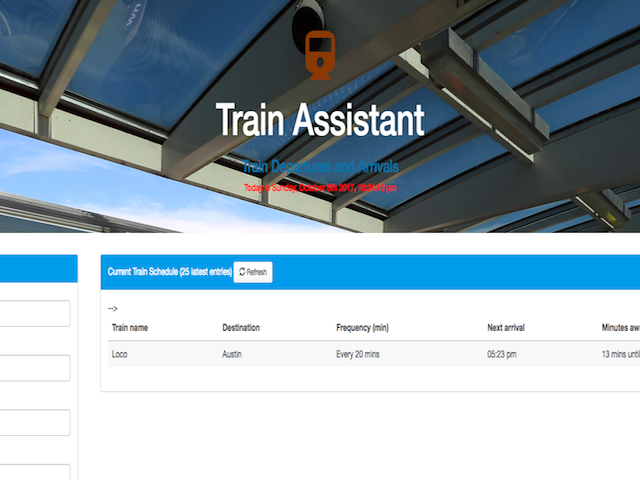 Train Assistant
Train Departures and Arrivals
Today is Sunday, October 8th 2017,
pm
Current Train Schedule (25 latest entries) Refresh
-->
Train name Destination Frequency (min) Next arrival Minutes aw
Loco Austin Every 20 mins 05:23 pm 13 mins until